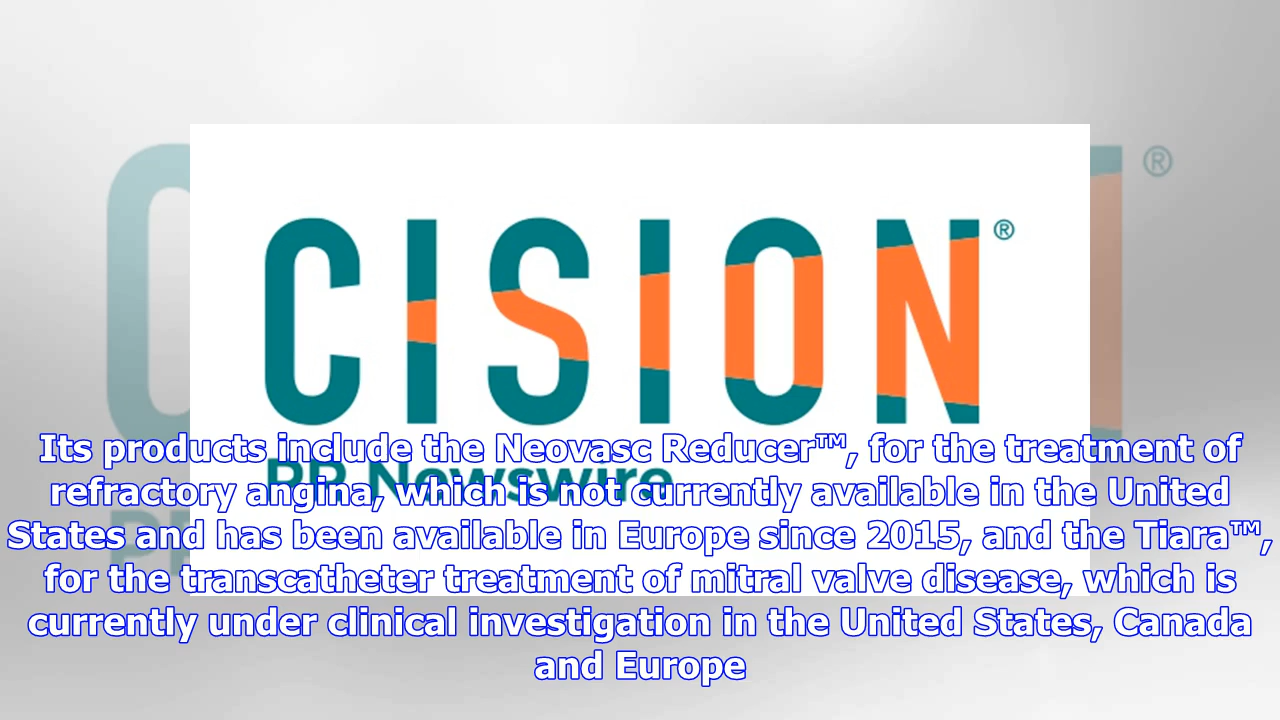 CISION®
®
PR Newswire
Its products include the Neovasc Reducer™, for the treatment of
refractory angina, which is not currently available in the United
States and has been available in Europe since 2015, and the Tiara™,
for the transcatheter treatment of mitral valve disease, which is
currently under clinical investigation in the United States, Canada
and Europe